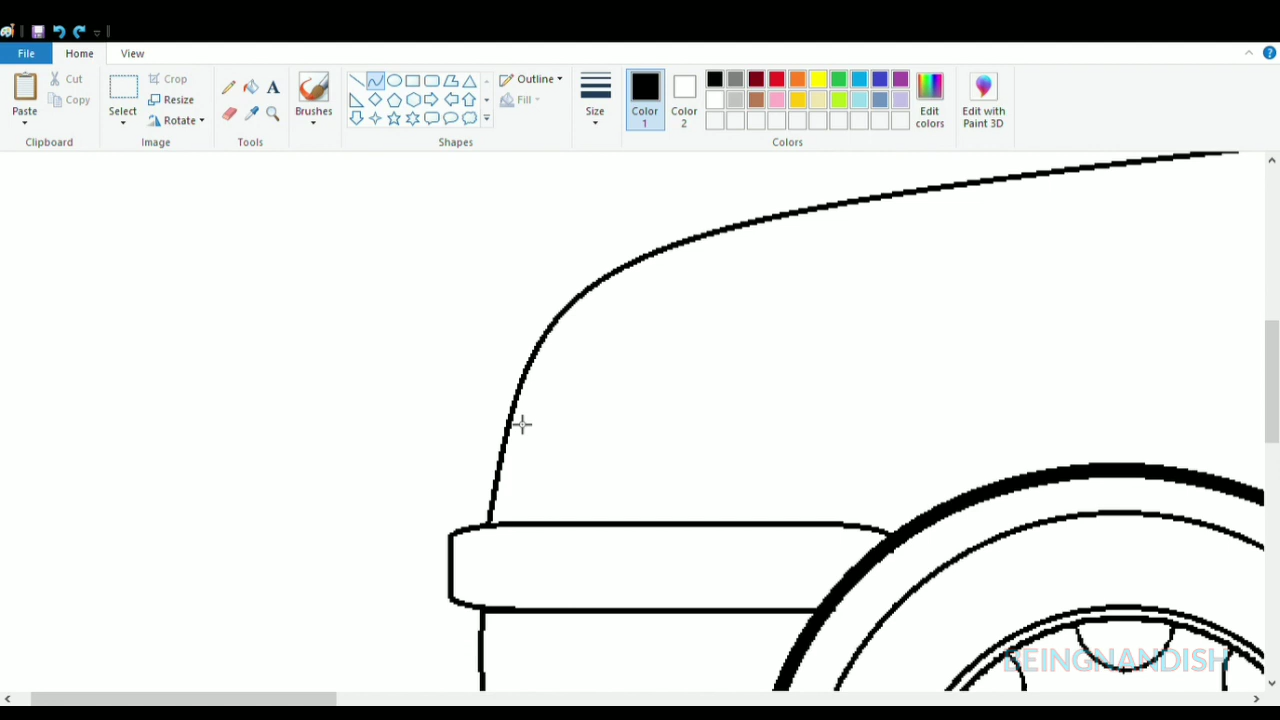 File Home View
Paste Cut Copy Clipboard
Select Crop Resize Rotate Image
Tools
Brushes
Outline Fill Shapes
Size
Color 1
Color 2
Edit colors
Colors
Edit with Paint 3D
BEINGNANDISH